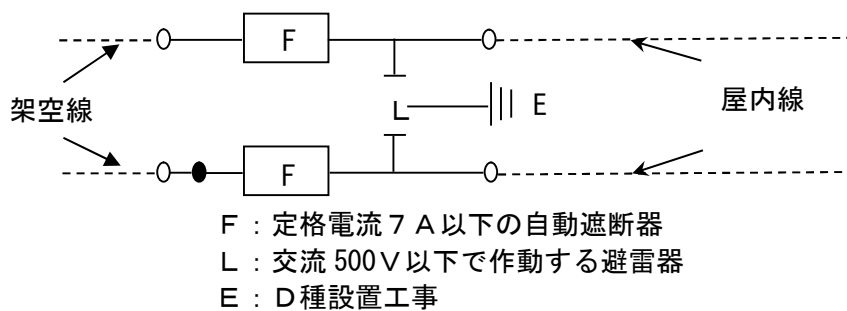 F
架空線
L
E
屋内線
F
F：定格電流７A以下の自動遮断器
L：交流500V以下で作動する避雷器
E：D種設置工事